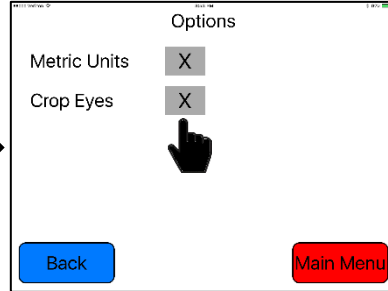 Options
Metric Units X
Crop Eyes X
Back
Main Menu